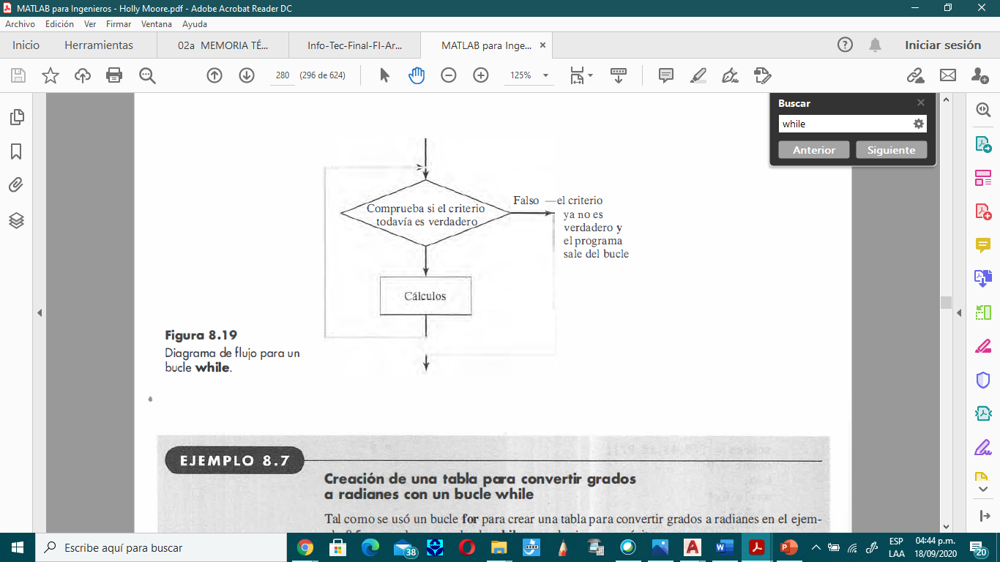 MATLAB para Ingenieros - Holly Moore.pdf - Adobe Acrobat Reader DC
Archivo Edición Ver Firmar Ventana Ayuda
Inicio Herramientas 02a MEMORIA TÉ... Info-Tec-Final-FI-Ar... MATLAB para Inge... × Iniciar sesión
280 (296 de 624) 125%
Buscar
while
Anterior Siguiente
Comprueba si el criterio
todavía es verdadero
Falso —el criterio
ya no es
verdadero y
el programa
sale del bucle
Cálculos
Figura 8.19
Diagrama de flujo para un
bucle while.
EJEMPLO 8.7
Creación de una tabla para convertir grados
a radianes con un bucle while
Tal como se usó un bucle for para crear una tabla para convertir grados a radianes en el ejem-
Escribe aquí para buscar
38
ESP
LAA
04:44 p.m.
18/09/2020
20